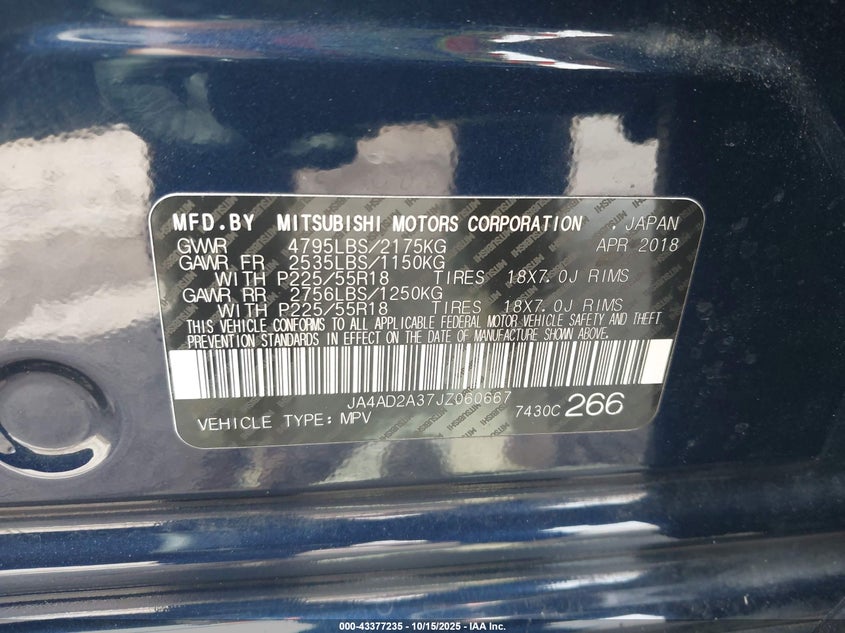 MFD.BY MITSUBISHI MOTORS CORPORATION , JAPAN
GVWR 4795LBS/2175KG APR 2018
GAWR FR 2535LBS/1150KG
WITH P225/55R18 TIRES 18X7.0J RIMS
GAWR RR 2756LBS/1250KG
WITH P225/55R18 TIRES 18X7.0J RIMS
THIS VEHICLE CONFORMS TO ALL APPLICABLE FEDERAL MOTOR VEHICLE SAFETY AND THEFT
PREVENTION STANDARDS IN EFFECT ON THE DATE OF MANUFACTURE SHOWN ABOVE.
JA4AD2A37JZ060667
VEHICLE TYPE: MPV 7430C 266
000-43377235 - 10/15/2025 - IAA Inc.